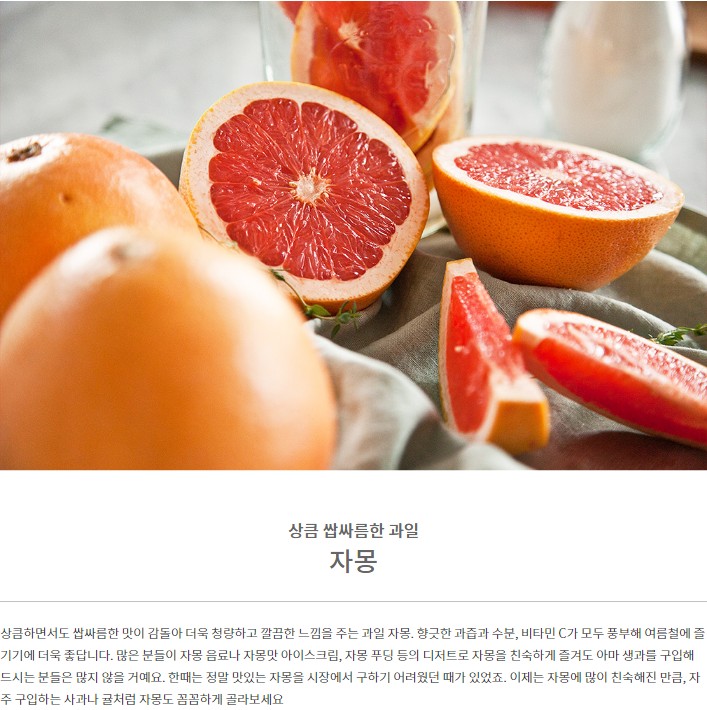 상큼 쌉싸름한 과일
자몽
상큼하면서도 쌉싸름한 맛이 감돌아 더욱 청량하고 깔끔한 느낌을 주는 과일 자몽. 향긋한 과즙과 수분, 비타민 C가 모두 풍부해 여름철에 즐
기기에 더욱 좋답니다. 많은 분들이 자몽 음료나 자몽맛 아이스크림, 자몽 푸딩 등의 디저트로 자몽을 친숙하게 즐겨도 아마 생과를 구입해
드시는 분들은 많지 않을 거예요. 한때는 정말 맛있는 자몽을 시장에서 구하기 어려웠던 때가 있었죠. 이제는 자몽에 많이 친숙해진 만큼, 자
주 구입하는 사과나 귤처럼 자몽도 꼼꼼하게 골라보세요